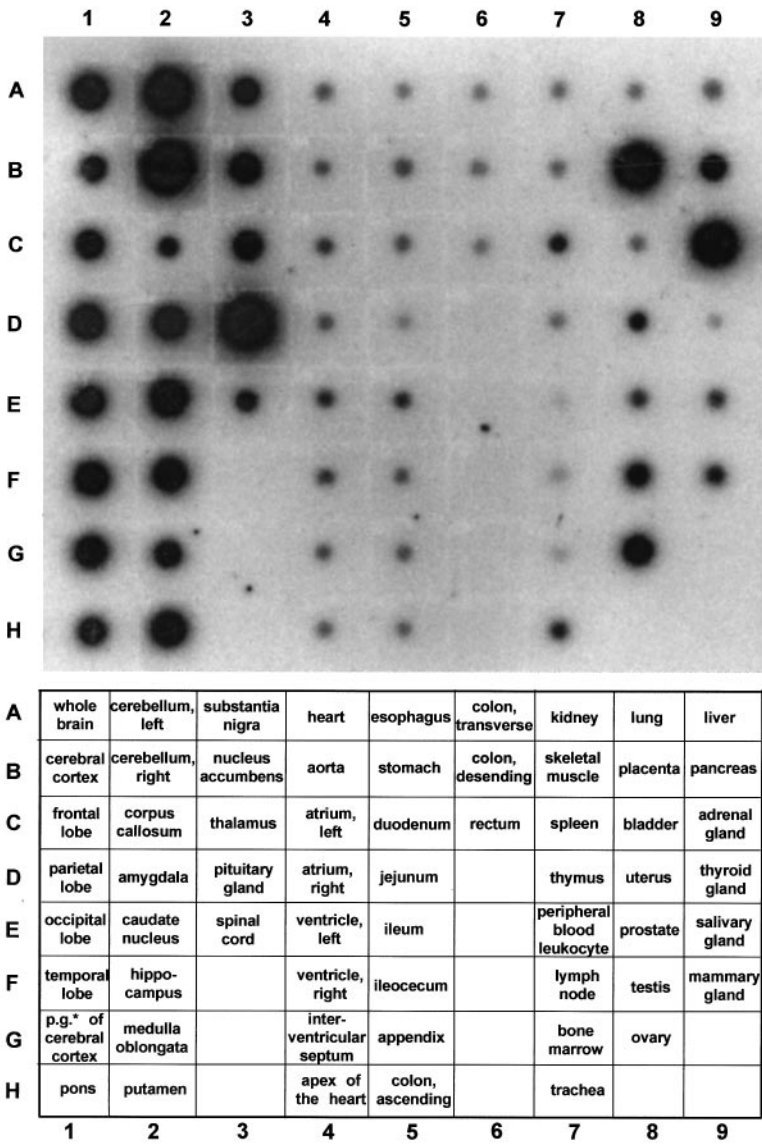 1 2 3 4 5 6 7 8 9
A
B
C
D
E
F
G
H
A whole brain cerebellum, left substantia nigra heart esophagus colon, transverse kidney lung liver
B cerebral cortex cerebellum, right nucleus accumbens aorta stomach colon, desending skeletal muscle placenta pancreas
C frontal lobe corpus callosum thalamus atrium, left duodenum rectum spleen bladder adrenal gland
D parietal lobe amygdala pituitary gland atrium, right jejunum thymus uterus thyroid gland
E occipital lobe caudate nucleus spinal cord ventricle, left ileum peripheral blood leukocyte prostate salivary gland
F temporal lobe hippo-campus ventricle, right ileocecum lymph node testis mammary gland
G p.g.* of cerebral cortex medulla oblongata inter-ventricular septum appendix bone marrow ovary
H pons putamen apex of the heart colon, ascending trachea
1 2 3 4 5 6 7 8 9